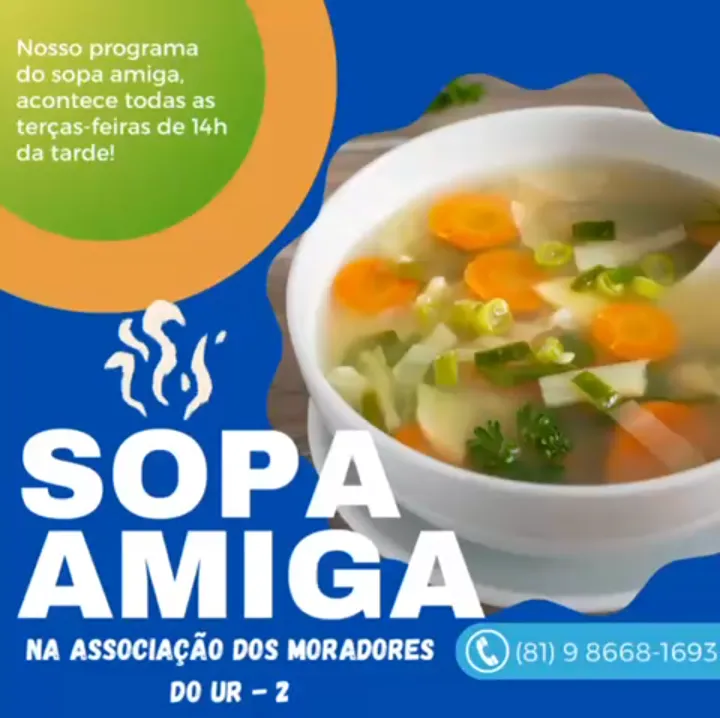 Nosso programa
do sopa amiga,
acontece todas as
terças-feiras de 14h
da tarde!
SOPA
AMIGA
NA ASSOCIAÇÃO DOS MORADORES
DO UR - 2
(81) 9 8668-1693